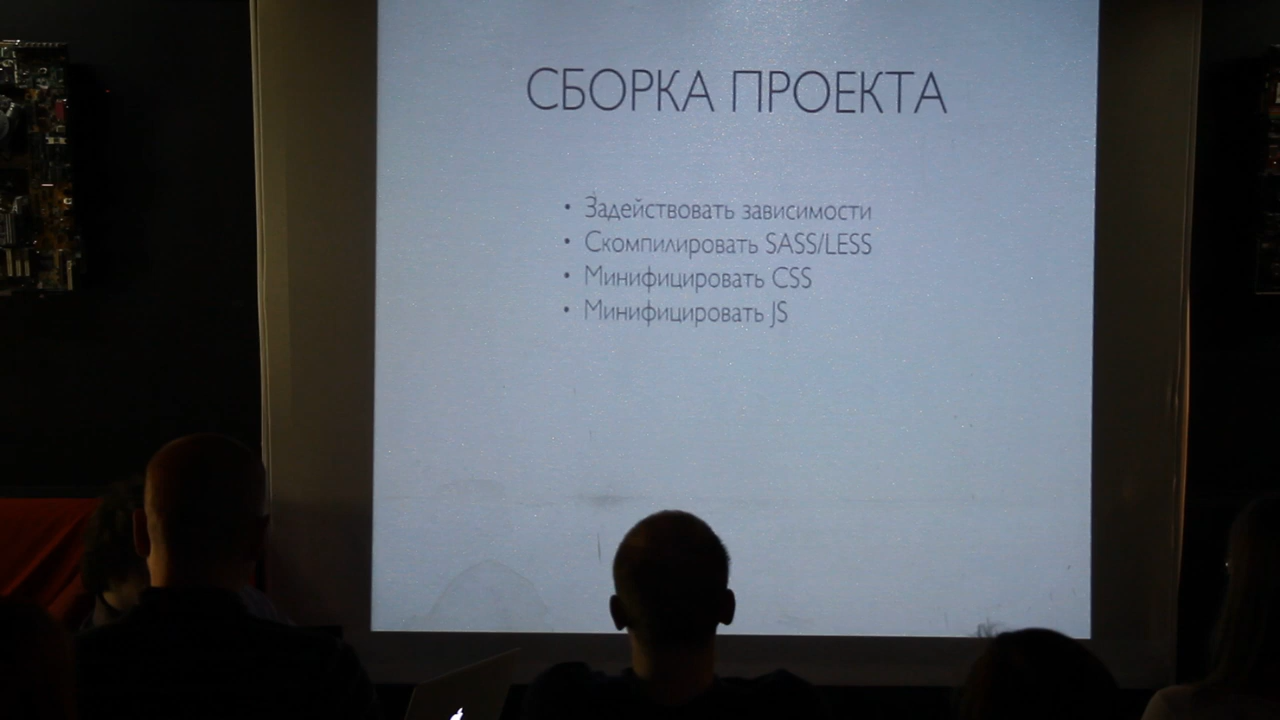 СБОРКА ПРОЕКТА
• Задействовать зависимости
• Скомпилировать SASS/LESS
• Минифицировать CSS
• Минифицировать JS